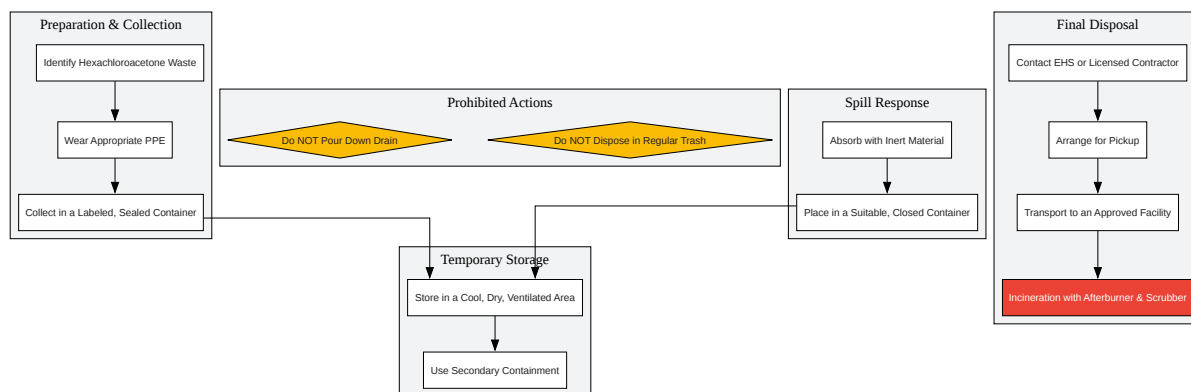 Preparation & Collection
Identify Hexachloroacetone Waste
Wear Appropriate PPE
Collect in a Labeled, Sealed Container
Prohibited Actions
Do NOT Pour Down Drain
Do NOT Dispose in Regular Trash
Spill Response
Absorb with Inert Material
Place in a Suitable, Closed Container
Temporary Storage
Store in a Cool, Dry, Ventilated Area
Use Secondary Containment
Final Disposal
Contact EHS or Licensed Contractor
Arrange for Pickup
Transport to an Approved Facility
Incineration with Afterburner & Scrubber